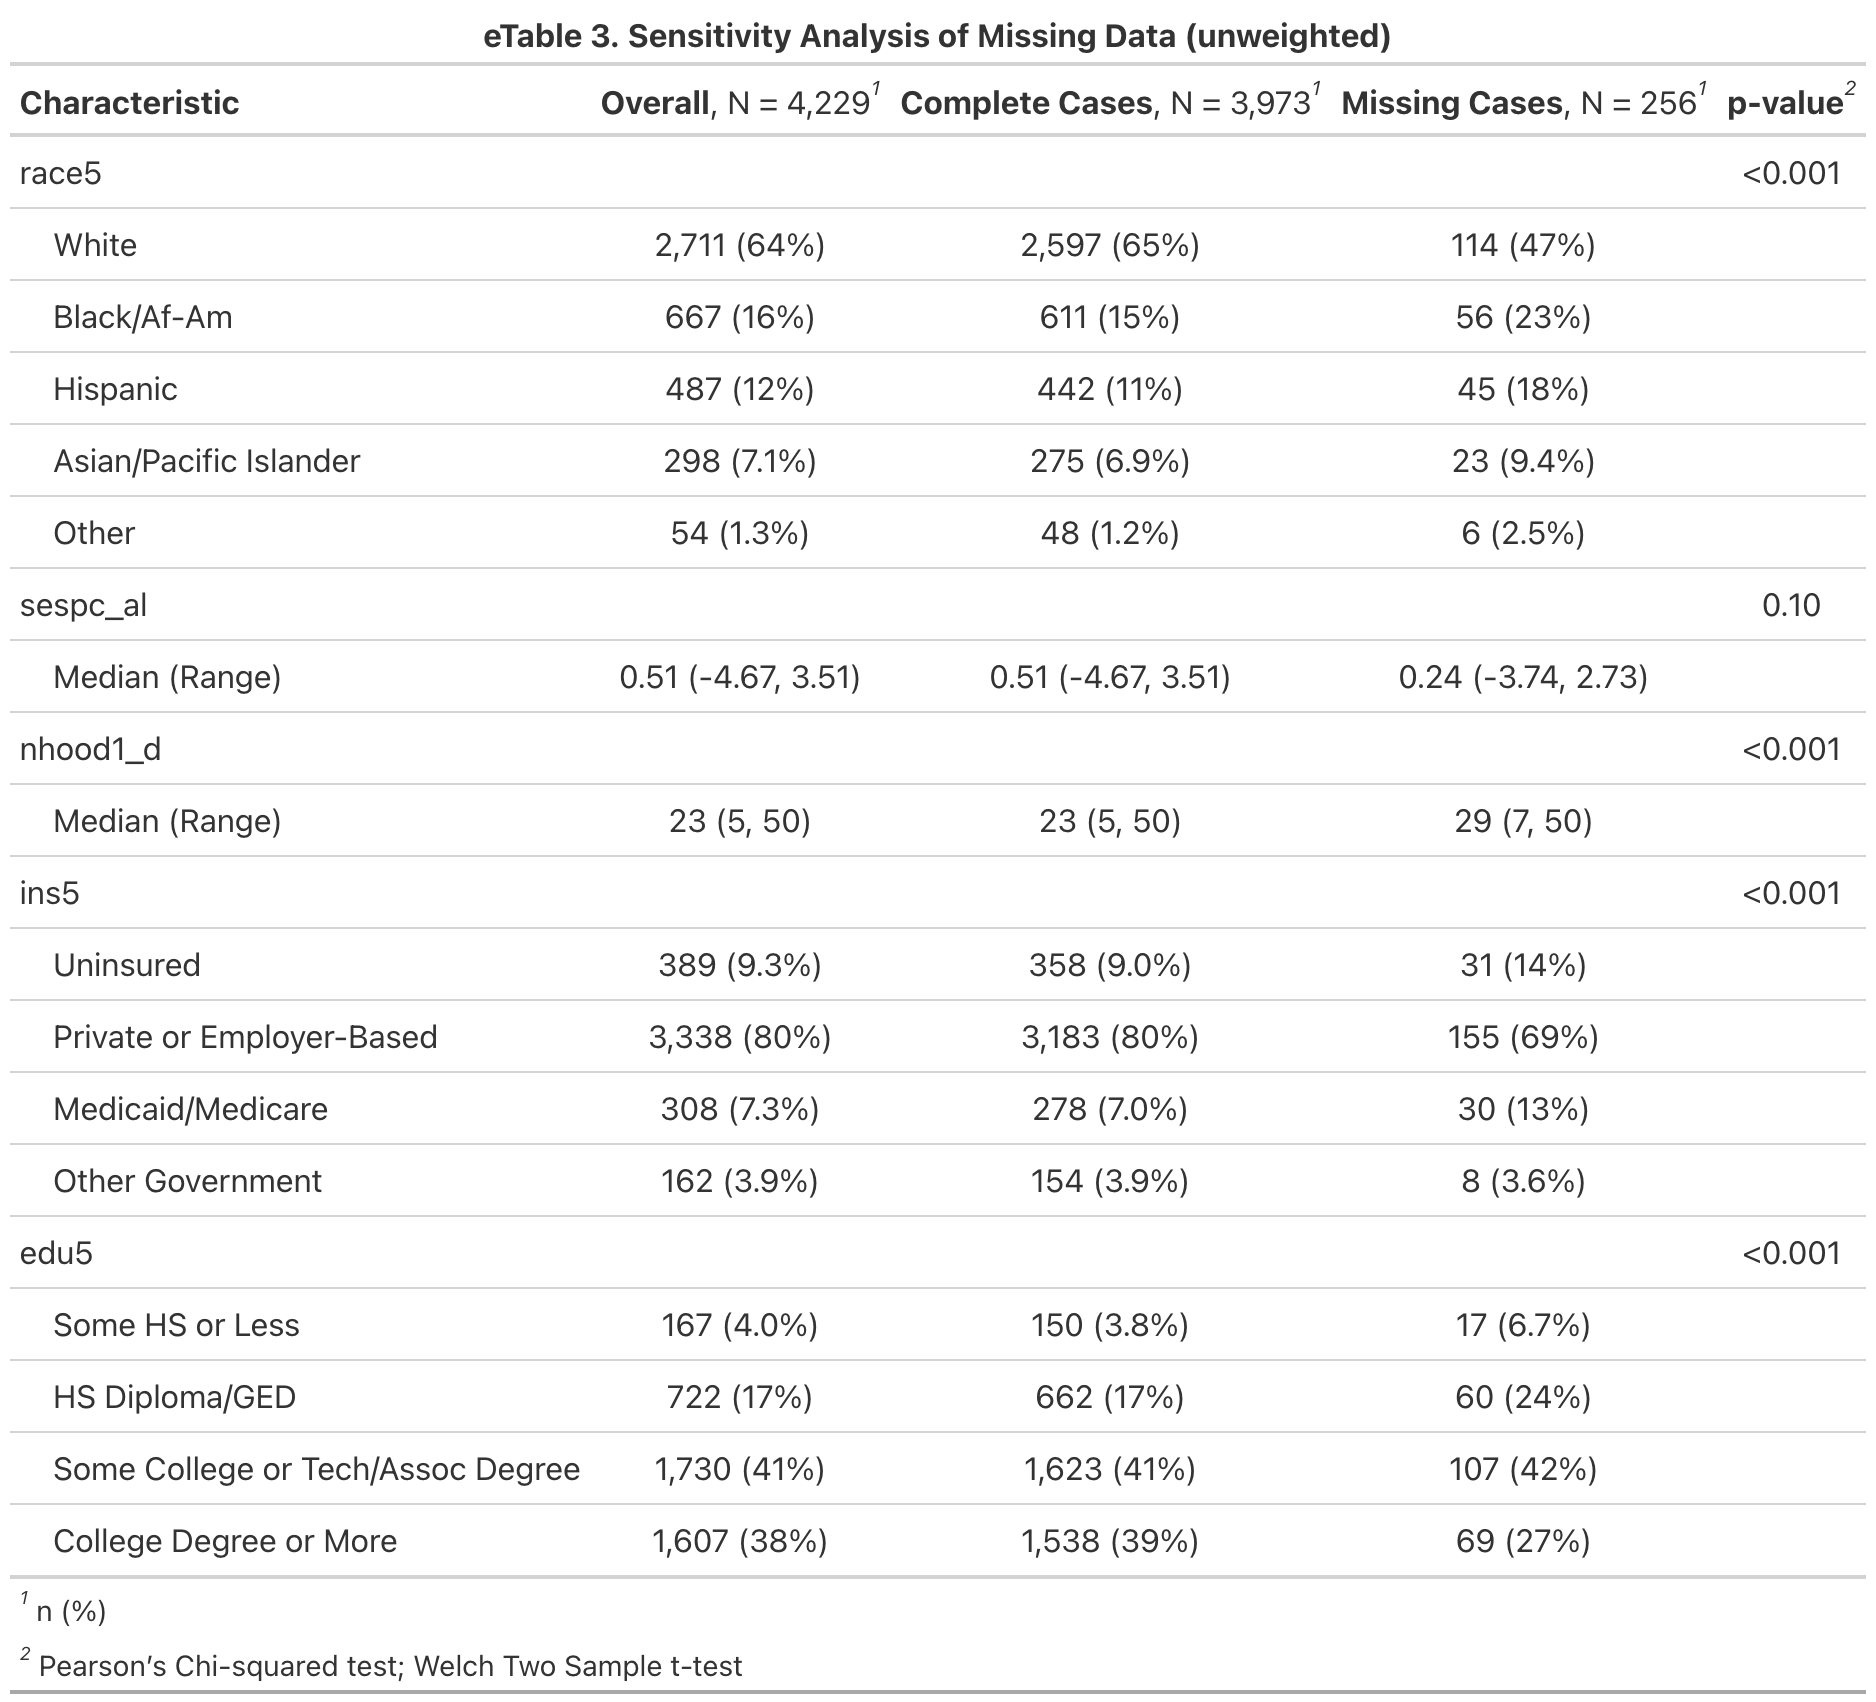 eTable 3. Sensitivity Analysis of Missing Data (unweighted)
Characteristic Overall, N = 4,229¹ Complete Cases, N = 3,973¹ Missing Cases, N = 256¹ p-value²
race5 <0.001
White 2,711 (64%) 2,597 (65%) 114 (47%)
Black/Af-Am 667 (16%) 611 (15%) 56 (23%)
Hispanic 487 (12%) 442 (11%) 45 (18%)
Asian/Pacific Islander 298 (7.1%) 275 (6.9%) 23 (9.4%)
Other 54 (1.3%) 48 (1.2%) 6 (2.5%)
sespc_al 0.10
Median (Range) 0.51 (-4.67, 3.51) 0.51 (-4.67, 3.51) 0.24 (-3.74, 2.73)
nhood1_d <0.001
Median (Range) 23 (5, 50) 23 (5, 50) 29 (7, 50)
ins5 <0.001
Uninsured 389 (9.3%) 358 (9.0%) 31 (14%)
Private or Employer-Based 3,338 (80%) 3,183 (80%) 155 (69%)
Medicaid/Medicare 308 (7.3%) 278 (7.0%) 30 (13%)
Other Government 162 (3.9%) 154 (3.9%) 8 (3.6%)
edu5 <0.001
Some HS or Less 167 (4.0%) 150 (3.8%) 17 (6.7%)
HS Diploma/GED 722 (17%) 662 (17%) 60 (24%)
Some College or Tech/Assoc Degree 1,730 (41%) 1,623 (41%) 107 (42%)
College Degree or More 1,607 (38%) 1,538 (39%) 69 (27%)
¹ n (%)
² Pearson’s Chi-squared test; Welch Two Sample t-test